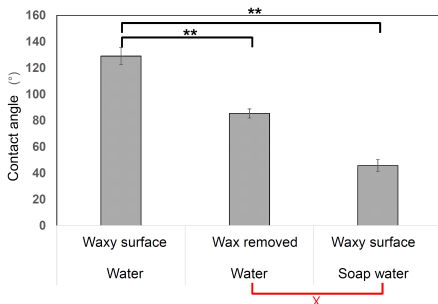 160
140
120
100
80
60
40
20
0
Contact angle (°)
**
**
Waxy surface Wax removed Waxy surface
Water Water Soap water
X